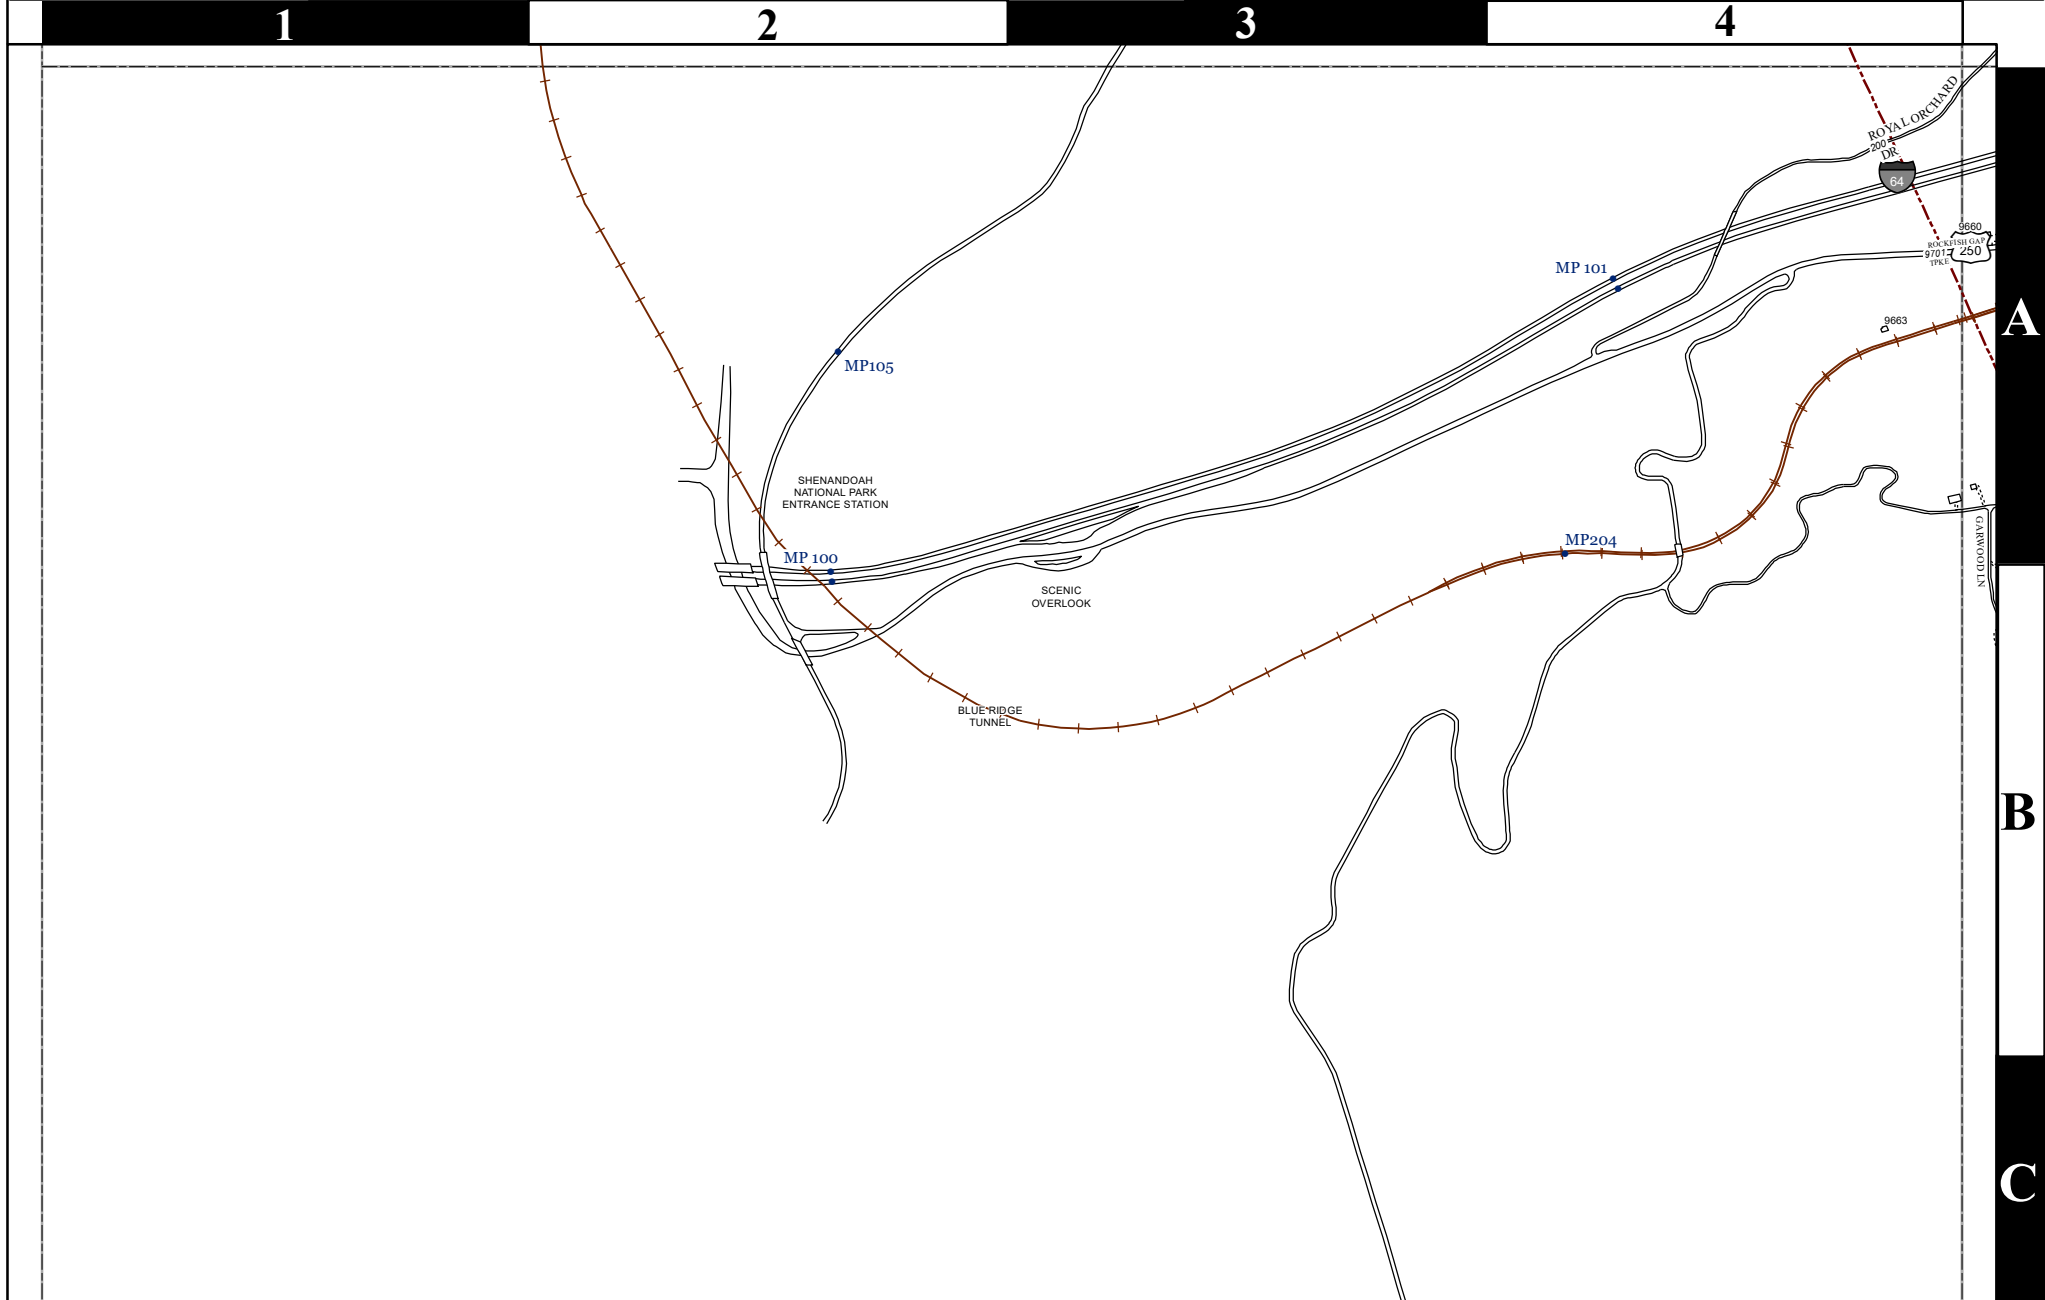 1
2
3
4
ROYAL ORCHARD
DR
200
64
9660
ROCKFISH GAP
TPKE
9701
250
MP 101
A
9663
MP105
SHENANDOAH
NATIONAL PARK
ENTRANCE STATION
MP 100
MP204
GARWOOD LN
SCENIC
OVERLOOK
BLUE RIDGE
TUNNEL
B
C